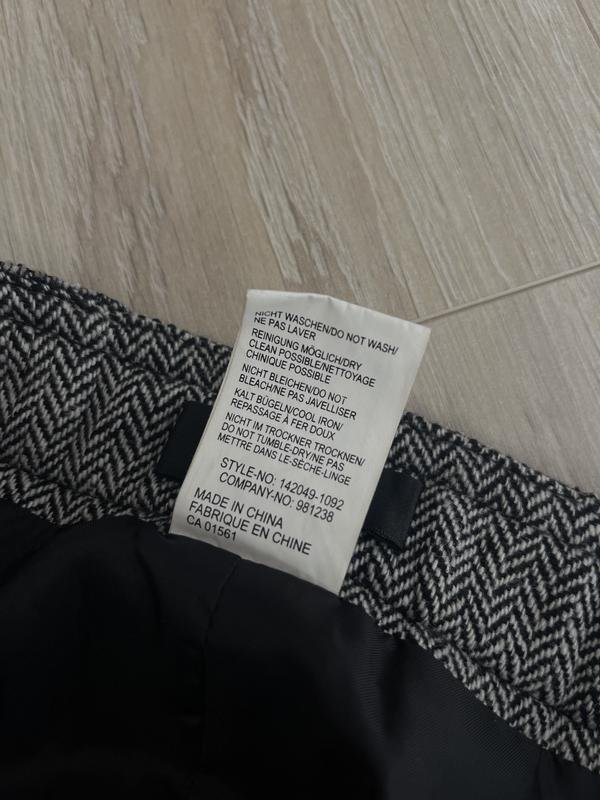 NICHT WASCHEN/DO NOT WASH/
NE PAS LAVER
REINIGUNG MÖGLICH/DRY
CLEAN POSSIBLE/NETTOYAGE
CHINIQUE POSSIBLE
NICHT BLEICHEN/DO NOT
BLEACH/NE PAS JAVELLISER
KALT BÜGELN/COOL IRON/
REPASSAGE À FER DOUX
NICHT IM TROCKNER TROCKNEN/
DO NOT TUMBLE-DRY/NE PAS
METTRE DANS LE-SÈCHE-LINGE
STYLE-NO: 142049-1092
COMPANY-NO: 981238
MADE IN CHINA
FABRIQUE EN CHINE
CA 01561